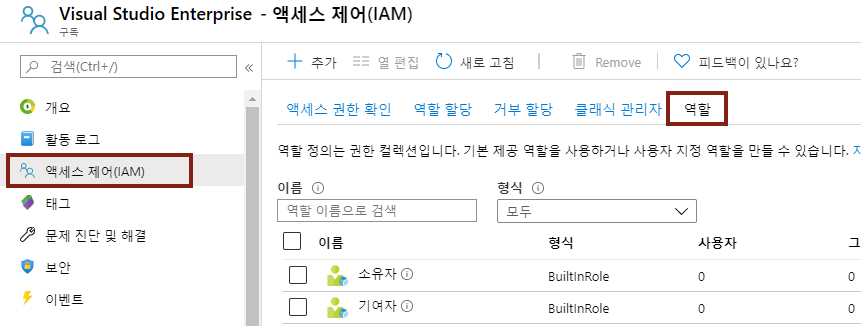 Visual Studio Enterprise - 액세스 제어(IAM)
구독
검색(Ctrl+/)
추가 열 편집 새로 고침 Remove 피드백이 있나요?
개요
활동 로그
액세스 제어(IAM)
태그
문제 진단 및 해결
보안
이벤트
액세스 권한 확인 역할 할당 거부 할당 클래식 관리자 역할
역할 정의는 권한 컬렉션입니다. 기본 제공 역할을 사용하거나 사용자 지정 역할을 만들 수 있습니다.
이름 형식
역할 이름으로 검색 모두
이름 형식 사용자 그
소유자 BuiltInRole 0 0
기여자 BuiltInRole 0 0